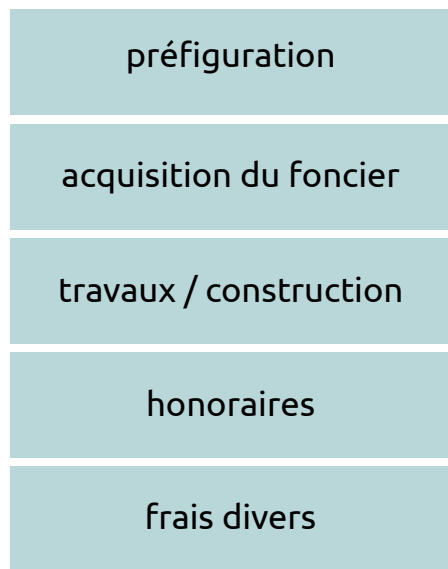 préfiguration
acquisition du foncier
travaux / construction
honoraires
frais divers